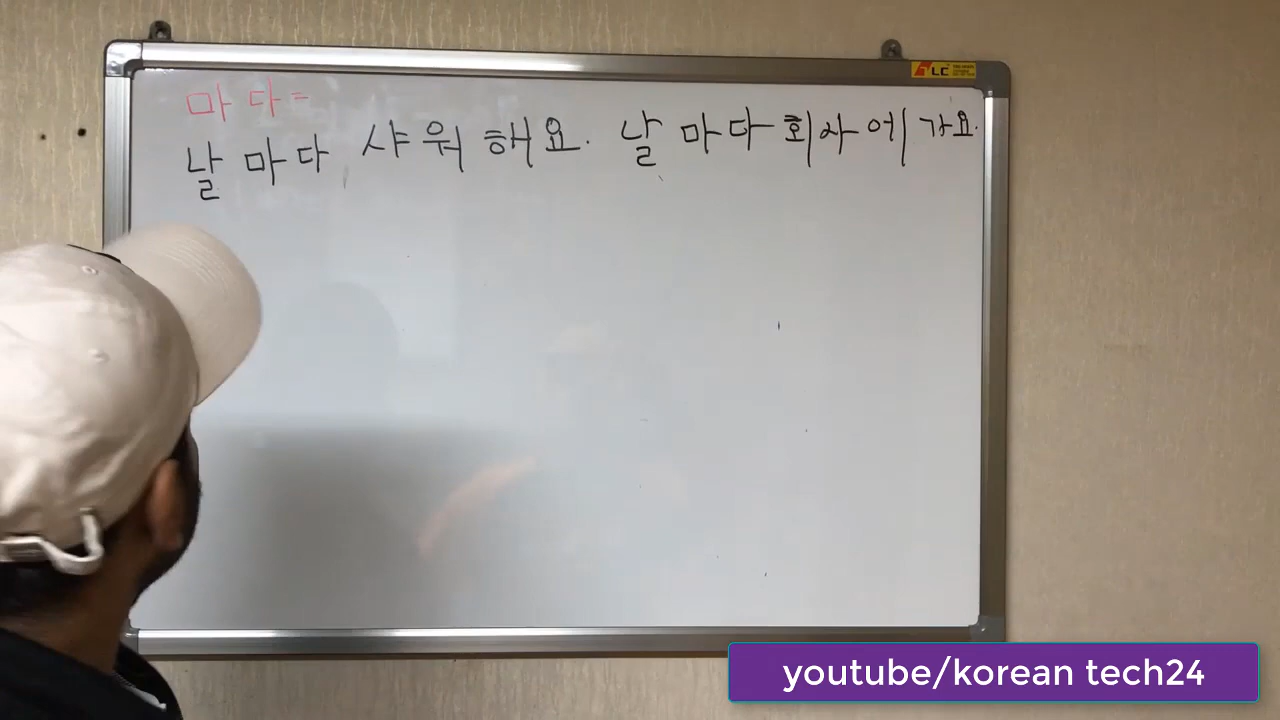 마다 =
날마다 샤워 해요. 날마다 회사에 가요.
LC
youtube/korean tech24